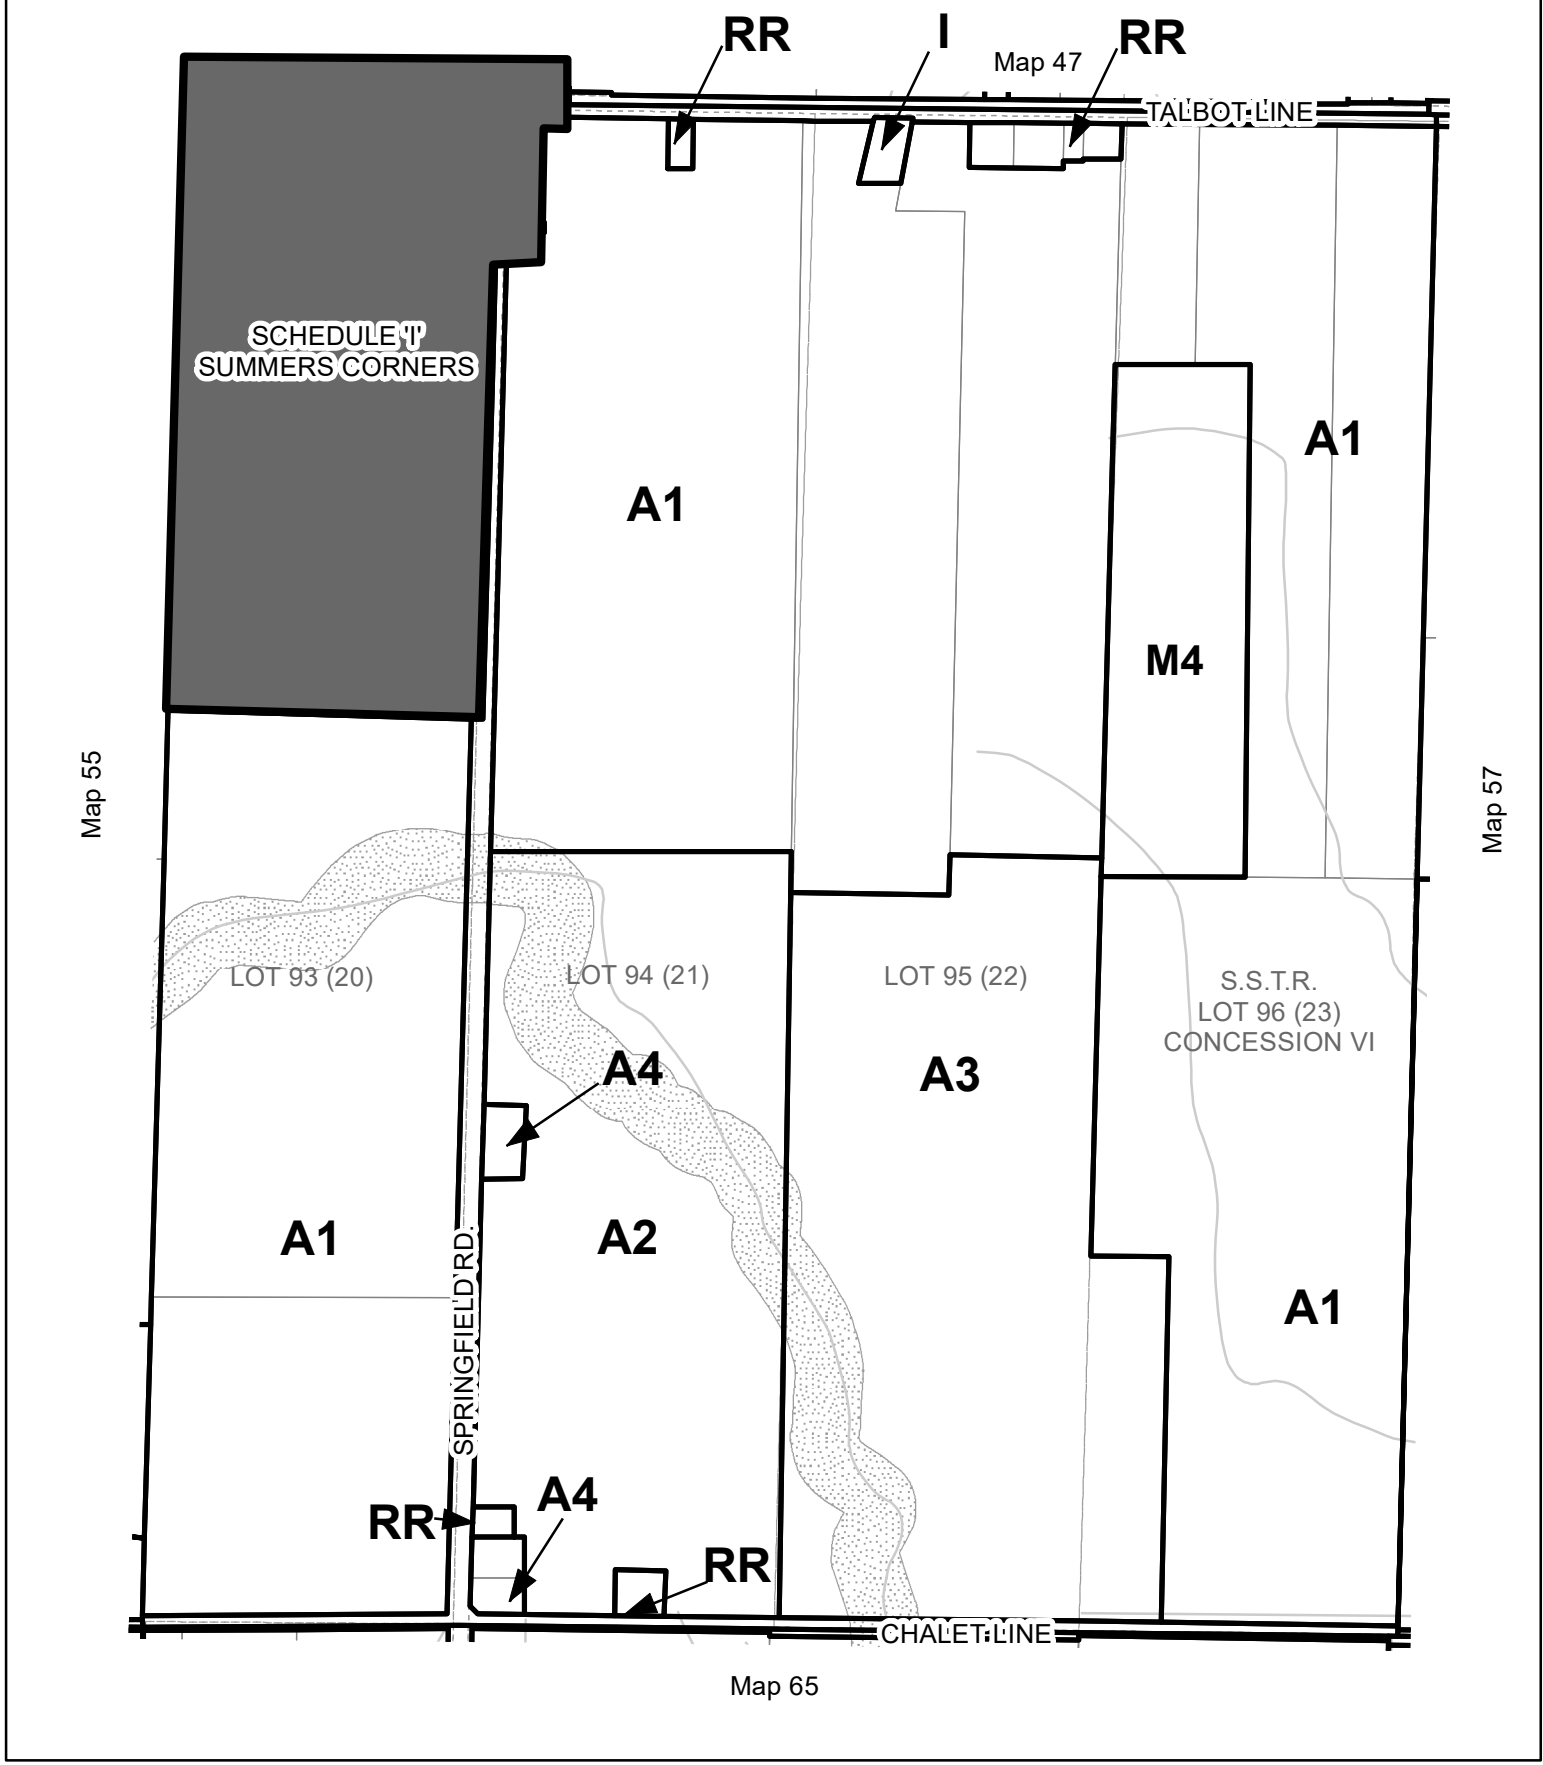 RR
I
RR
Map 47
TALBOT LINE
SCHEDULE 'I'
SUMMERS CORNERS
A1
A1
M4
Map 55
Map 57
LOT 93 (20)
LOT 94 (21)
LOT 95 (22)
S.S.T.R.
LOT 96 (23)
CONCESSION VI
A4
A3
A1
A2
A1
SPRINGFIELD RD.
A4
RR
RR
CHALET LINE
Map 65